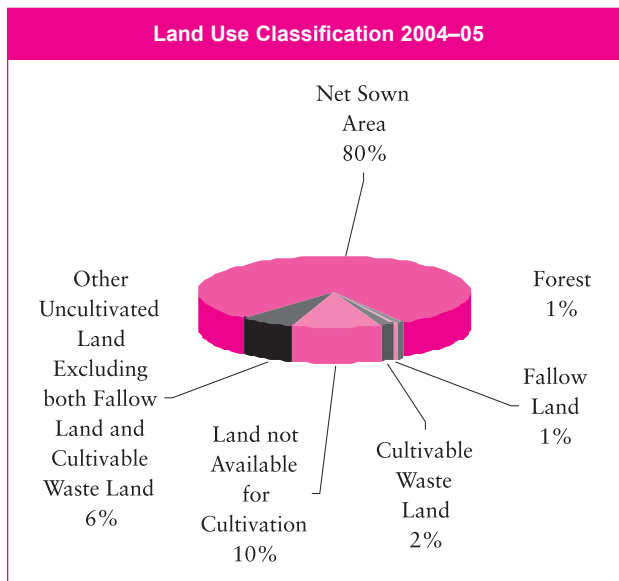 Land Use Classification 2004–05
Net Sown
Area
80%
Forest
1%
Fallow
Land
1%
Cultivable
Waste
Land
2%
Land not
Available
for
Cultivation
10%
Other
Uncultivated
Land
Excluding
both Fallow
Land and
Cultivable
Waste Land
6%